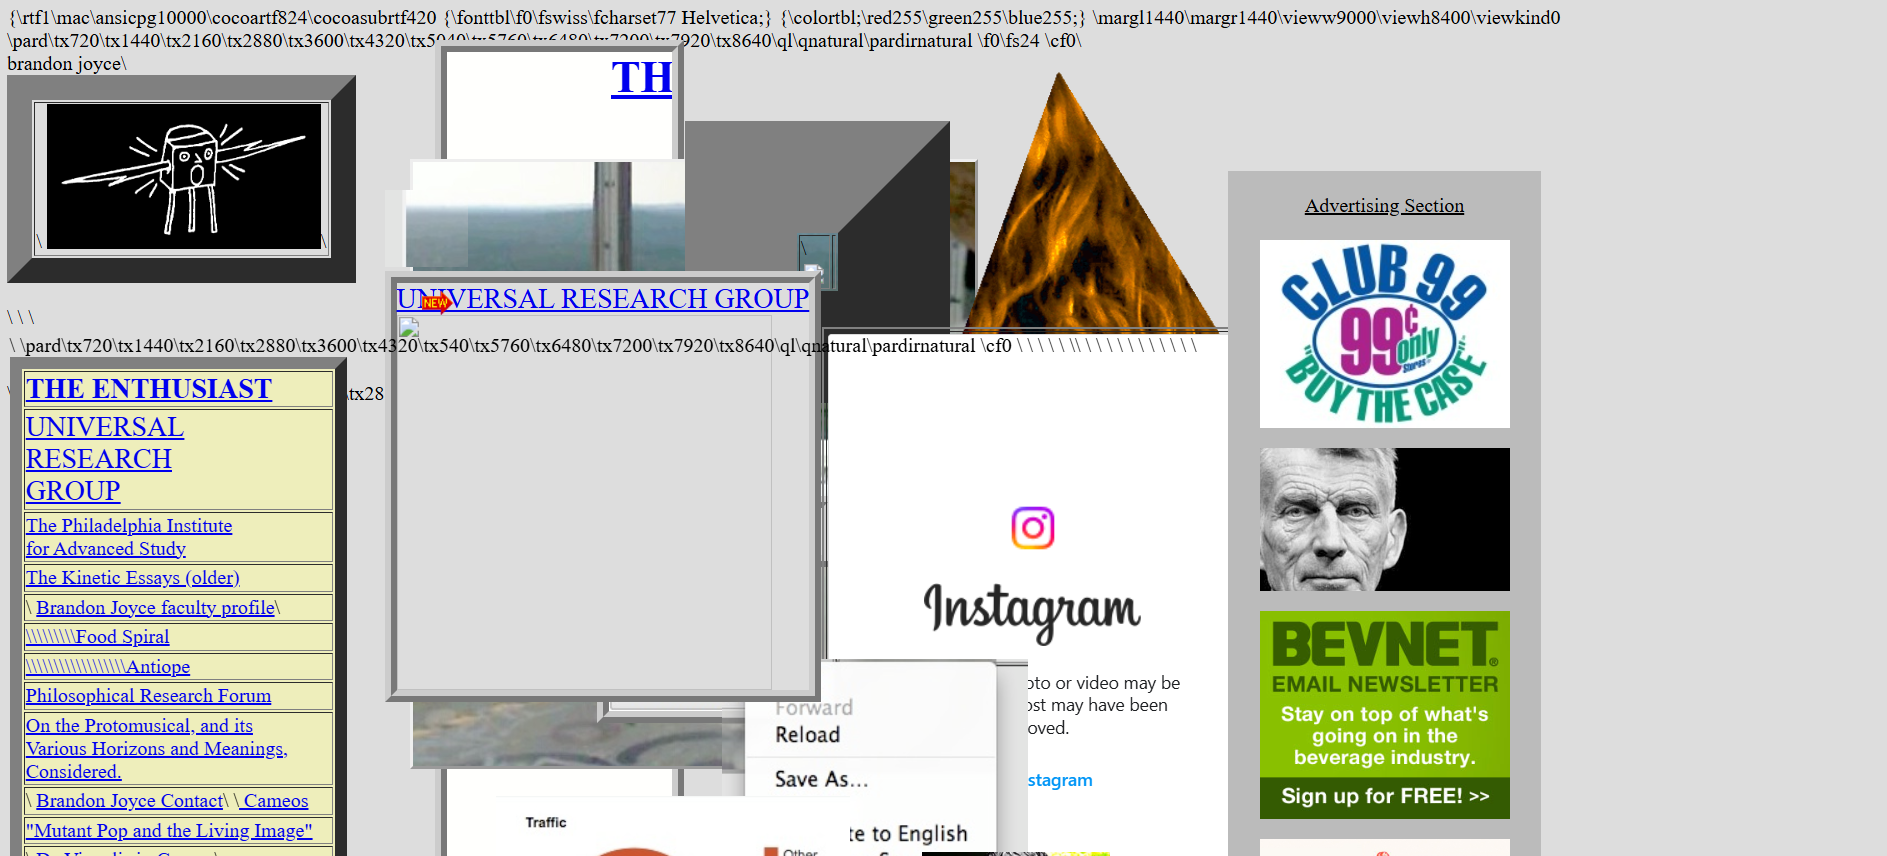 {\rtf1\mac\ansicpg10000\cocoartf824\cocoasubrtf420 {\fonttbl\f0\fswiss\fcharset77 Helvetica;} {\colortbl;\red255\green255\blue255;} \margl1440\margr1440\vieww9000\viewh8400\viewkind0
\pard\tx720\tx1440\tx2160\tx2880\tx3600\tx4320\tx5040\tx5760\tx6480\tx7200\tx7920\tx8640\ql\qnatural\pardirnatural \f0\fs24 \cf0\
brandon joyce\
TH
\ \
\ \ \
\
NEW
UNIVERSAL RESEARCH GROUP
\ \pard\tx720\tx1440\tx2160\tx2880\tx3600\tx4320\tx540\tx5760\tx6480\tx7200\tx7920\tx8640\ql\qnatural\pardirnatural \cf0 \ \ \ \ \ \\ \ \ \ \ \ \ \ \ \ \ \
\tx28
THE ENTHUSIAST
UNIVERSAL
RESEARCH
GROUP
The Philadelphia Institute
for Advanced Study
The Kinetic Essays (older)
\ Brandon Joyce faculty profile\
\\\\\\\\\Food Spiral
\\\\\\\\\\\\\\\\\\Antiope
Philosophical Research Forum
On the Protomusical, and its
Various Horizons and Meanings,
Considered.
\ Brandon Joyce Contact\ \ Cameos
"Mutant Pop and the Living Image"
Instagram
oto or video may be
ost may have been
oved.
stagram
Forward
Reload
Save As...
te to English
Traffic
Other
Advertising Section
CLUB 99
99¢
only
Stores
"BUY THE CASE"
BEVNET
EMAIL NEWSLETTER
Stay on top of what's
going on in the
beverage industry.
Sign up for FREE! >>